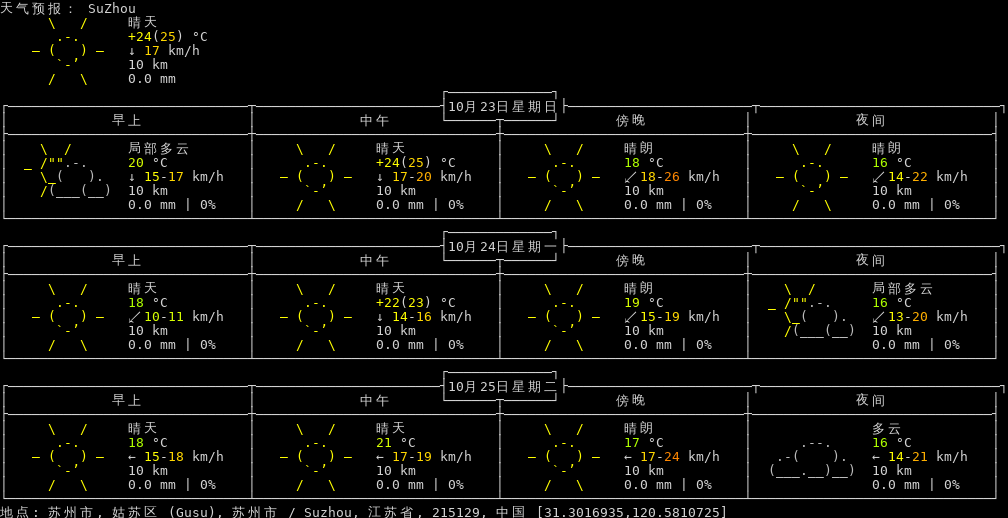 天气预报： SuZhou
晴天
+24(25) °C
↓ 17 km/h
10 km
0.0 mm
10月23日星期日
早上 中午 傍晚 夜间
局部多云 晴天 晴朗 晴朗
20 °C +24(25) °C 18 °C 16 °C
↓ 15-17 km/h ↓ 17-20 km/h ↙ 18-26 km/h ↙ 14-22 km/h
10 km 10 km 10 km 10 km
0.0 mm | 0% 0.0 mm | 0% 0.0 mm | 0% 0.0 mm | 0%
10月24日星期一
早上 中午 傍晚 夜间
晴天 晴天 晴朗 局部多云
18 °C +22(23) °C 19 °C 16 °C
↙ 10-11 km/h ↓ 14-16 km/h ↙ 15-19 km/h ↙ 13-20 km/h
10 km 10 km 10 km 10 km
0.0 mm | 0% 0.0 mm | 0% 0.0 mm | 0% 0.0 mm | 0%
10月25日星期二
早上 中午 傍晚 夜间
晴天 晴天 晴朗 多云
18 °C 21 °C 17 °C 16 °C
← 15-18 km/h ← 17-19 km/h ← 17-24 km/h ← 14-21 km/h
10 km 10 km 10 km 10 km
0.0 mm | 0% 0.0 mm | 0% 0.0 mm | 0% 0.0 mm | 0%
地点: 苏州市, 姑苏区 (Gusu), 苏州市 / Suzhou, 江苏省, 215129, 中国 [31.3016935,120.5810725]